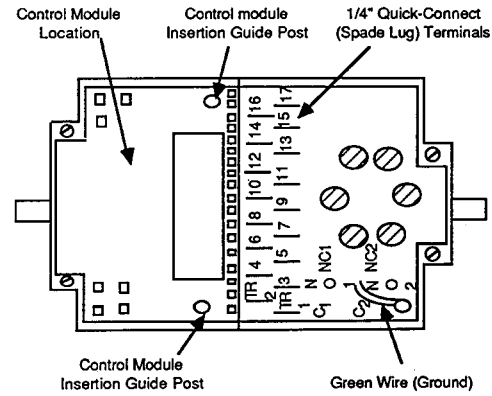 Control Module
Location
Control module
Insertion Guide Post
1/4" Quick-Connect
(Spade Lug) Terminals
TR 4 6 8 10 12 14 16
2
TR 3 5 7 9 11 13 15 17
1
N
O
1
C1 NC1
N
O
2
C2 NC2
Control Module
Insertion Guide Post
Green Wire (Ground)